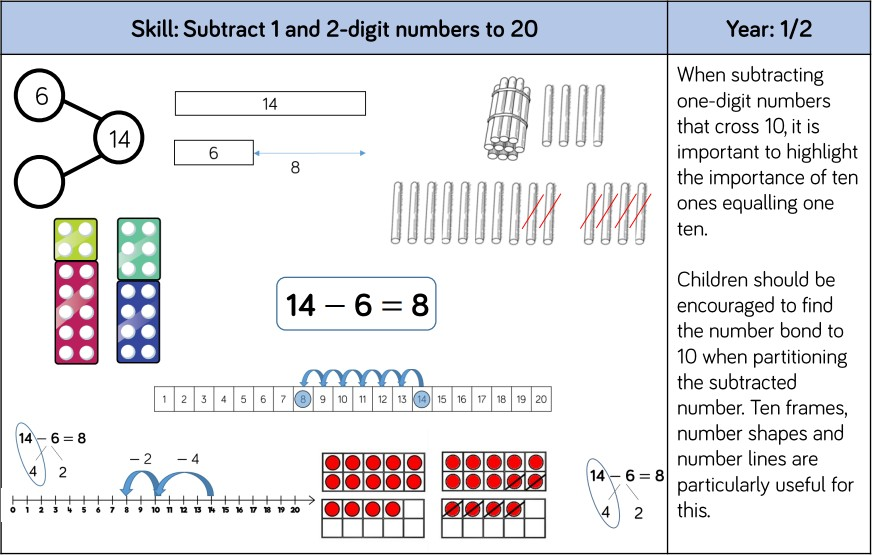 Skill: Subtract 1 and 2-digit numbers to 20
Year: 1/2
6
14
14
6
8
14 – 6 = 8
1 2 3 4 5 6 7 8 9 10 11 12 13 14 15 16 17 18 19 20
14 – 6 = 8
4 2
– 2 – 4
0 1 2 3 4 5 6 7 8 9 10 11 12 13 14 15 16 17 18 19 20
14 – 6 = 8
4 2
When subtracting
one-digit numbers
that cross 10, it is
important to highlight
the importance of ten
ones equalling one
ten.
Children should be
encouraged to find
the number bond to
10 when partitioning
the subtracted
number. Ten frames,
number shapes and
number lines are
particularly useful for
this.